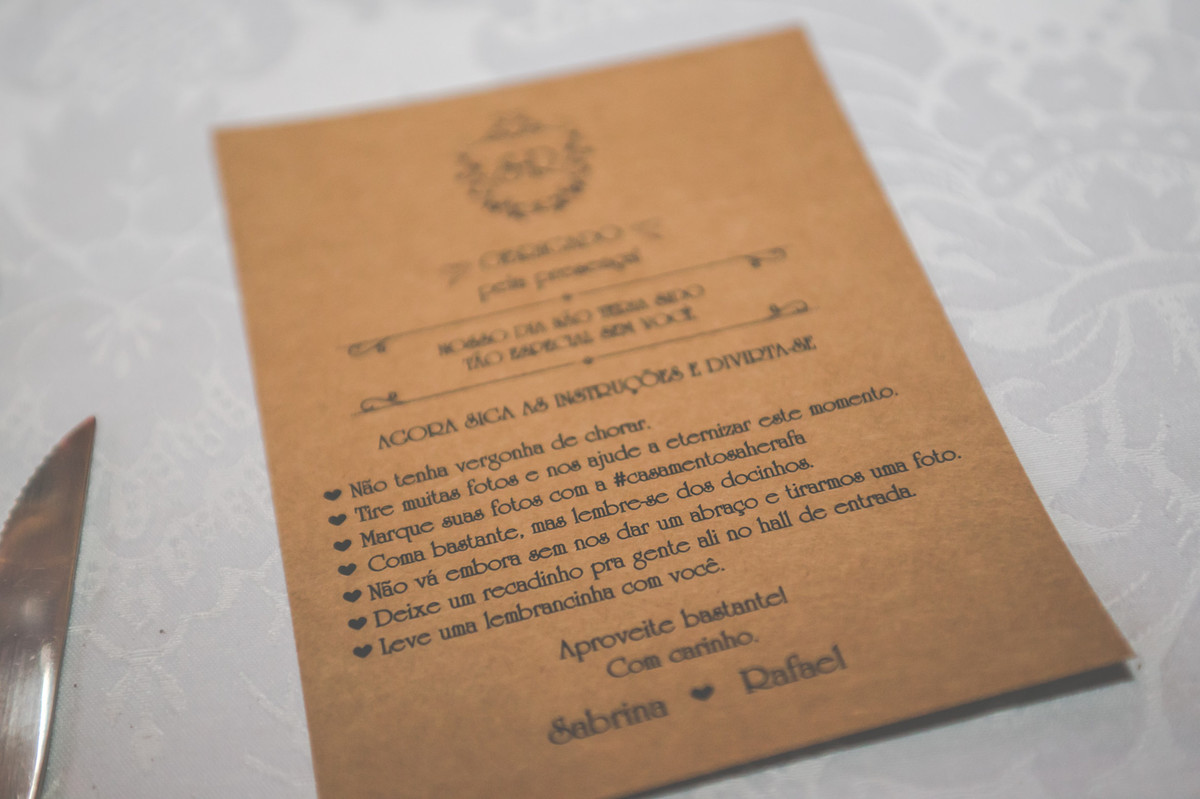 SR
OBRIGADO
pela presença!
NOSSO DIA NÃO TERIA SIDO
TÃO ESPECIAL SEM VOCÊ
AGORA SIGA AS INSTRUÇÕES E DIVIRTA-SE
Não tenha vergonha de chorar.
Tire muitas fotos e nos ajude a eternizar este momento.
Marque suas fotos com a #casamentosaherafa
Coma bastante, mas lembre-se dos docinhos.
Não vá embora sem nos dar um abraço e tirarmos uma foto.
Deixe um recadinho pra gente ali no hall de entrada.
Leve uma lembrancinha com você.
Aproveite bastante!
Com carinho.
Sabrina ♥ Rafael